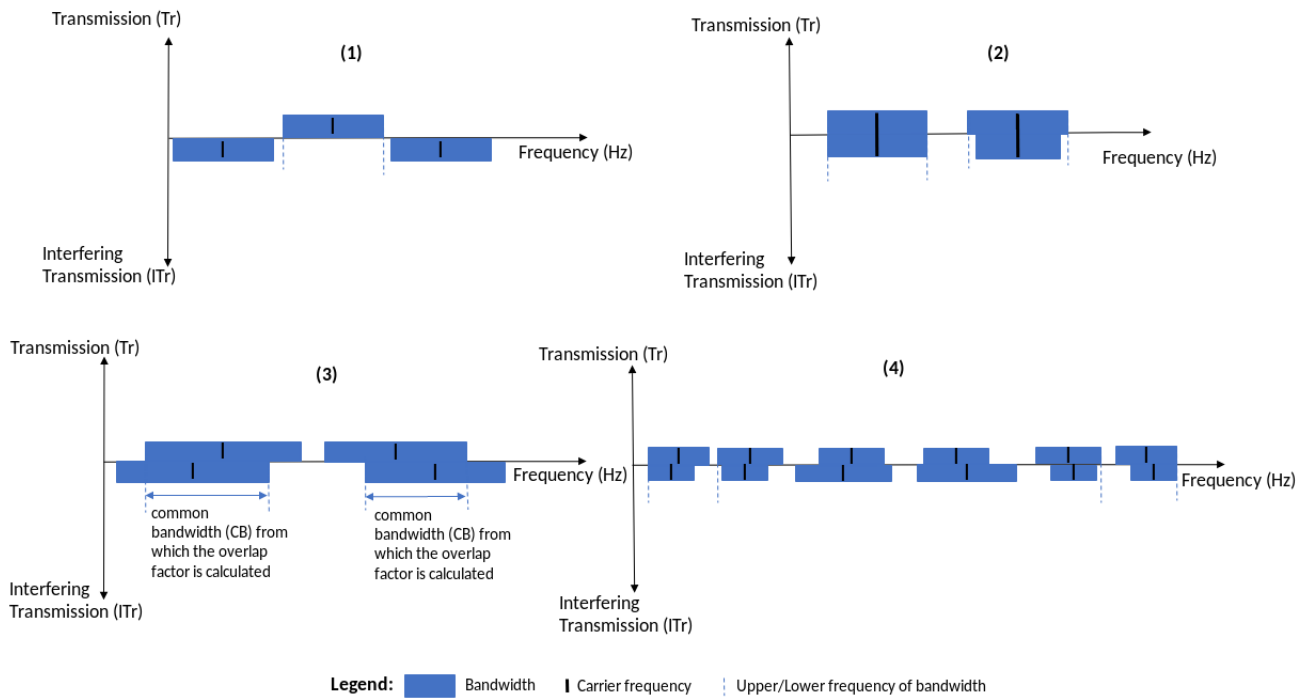 Transmission (Tr)
(1)
Frequency (Hz)
Interfering
Transmission (ITr)
Transmission (Tr)
(2)
Frequency (Hz)
Interfering
Transmission (ITr)
Transmission (Tr)
(3)
Frequency (Hz)
common
bandwidth (CB) from
which the overlap
factor is calculated
common
bandwidth (CB) from
which the overlap
factor is calculated
Interfering
Transmission (ITr)
Transmission (Tr)
(4)
Frequency (Hz)
Interfering
Transmission (ITr)
Legend: Bandwidth Carrier frequency Upper/Lower frequency of bandwidth